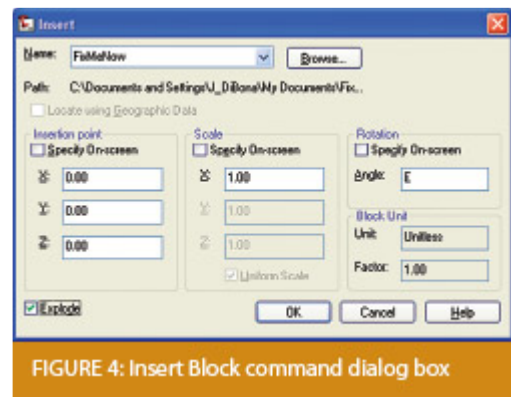 Insert
Name: FixMeNow Browse...
Path: C:\Documents and Settings\J_DiBona\My Documents\Fix...
Locate using Geographic Data
Insertion point
Specify On-screen
X: 0.00
Y: 0.00
Z: 0.00
Scale
Specify On-screen
X: 1.00
Y: 1.00
Z: 1.00
Uniform Scale
Rotation
Specify On-screen
Angle: E
Block Unit
Unit: Unitless
Factor: 1.00
Explode
OK Cancel Help
FIGURE 4: Insert Block command dialog box